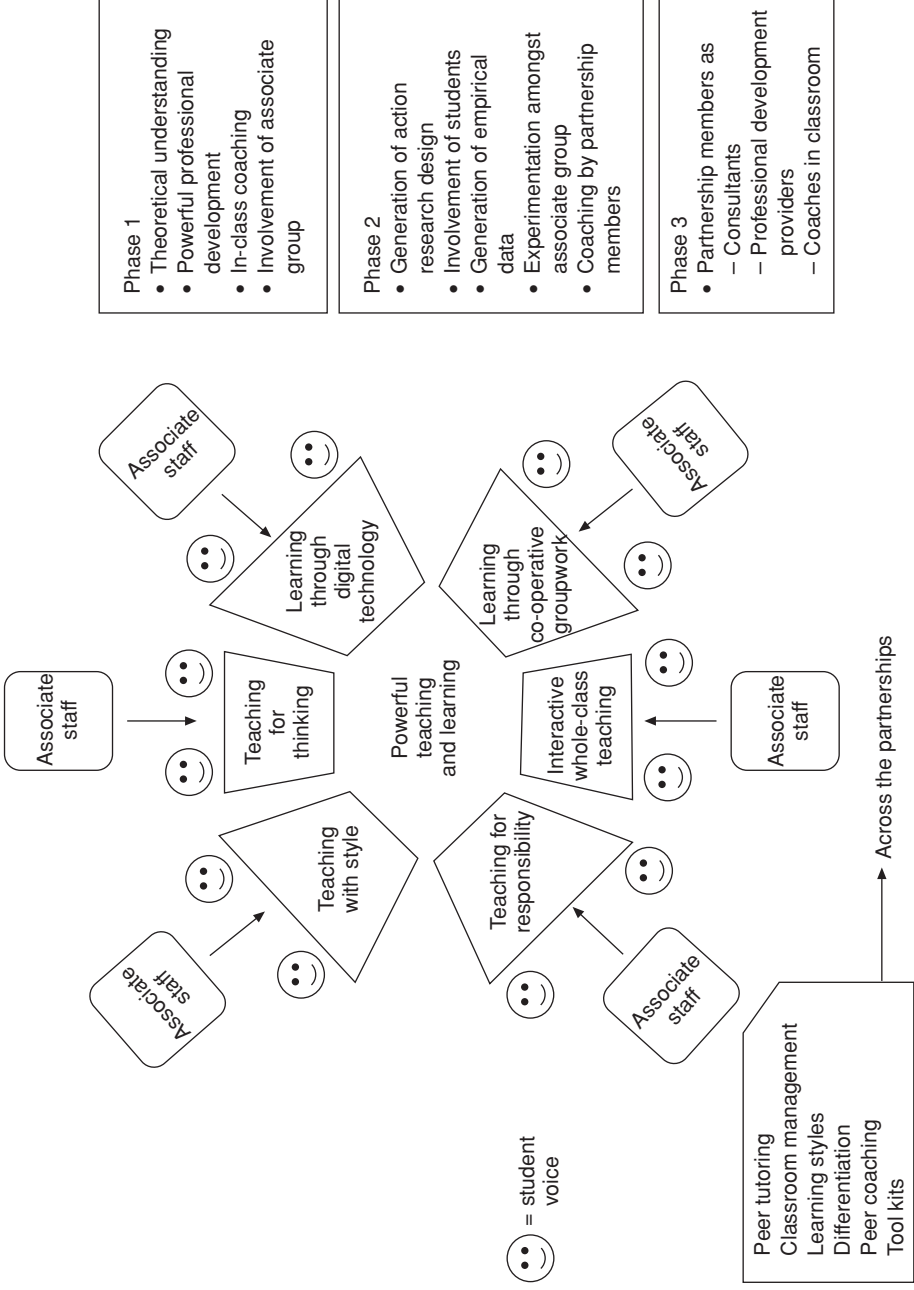 Associate
staff
Associate
staff
Associate
staff
Teaching
with style
Teaching
for
thinking
Learning
through
digital
technology
Powerful
teaching
and learning
Teaching for
responsibility
Interactive
whole-class
teaching
Learning
through
co-operative
groupwork
Associate
staff
Associate
staff
Associate
staff
= student
voice
Peer tutoring
Classroom management
Learning styles
Differentiation
Peer coaching
Tool kits
Across the partnerships
Phase 1
• Theoretical understanding
• Powerful professional
development
• In-class coaching
• Involvement of associate
group
Phase 2
• Generation of action
research design
• Involvement of students
• Generation of empirical
data
• Experimentation amongst
associate group
• Coaching by partnership
members
Phase 3
• Partnership members as
– Consultants
– Professional development
providers
– Coaches in classroom